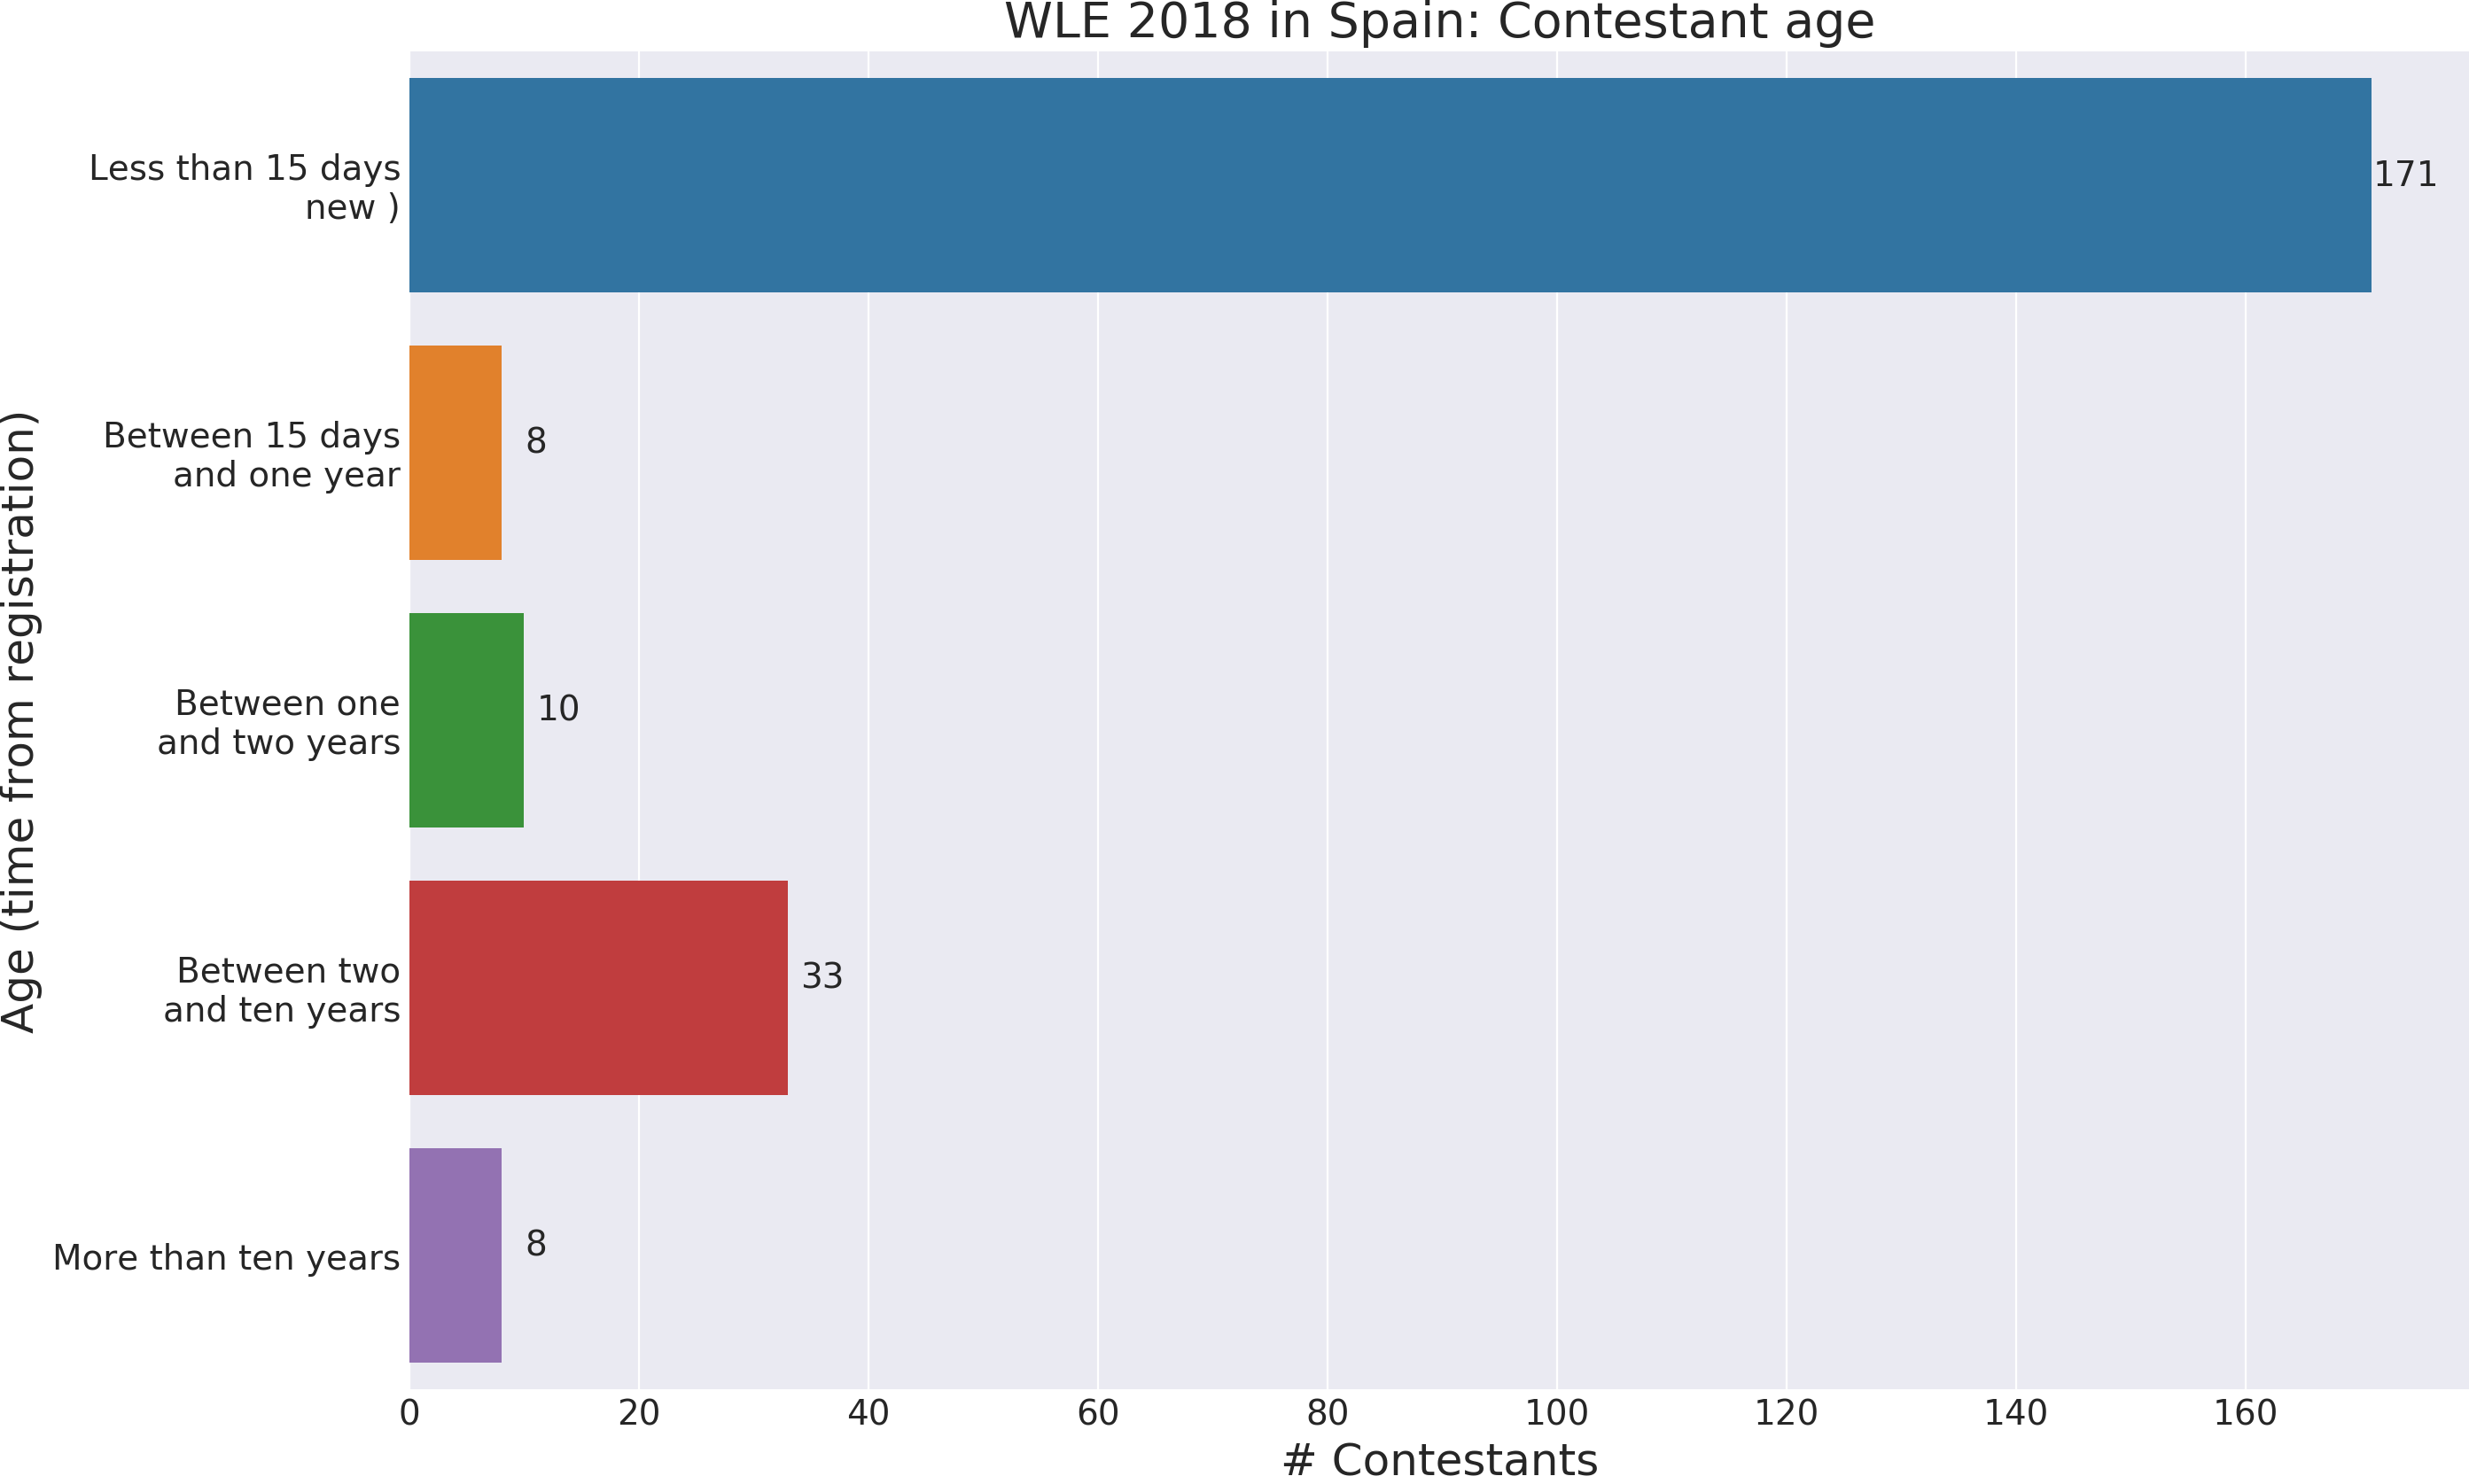 WLE 2018 in Spain: Contestant age
Less than 15 days
new )
171
Between 15 days
and one year
8
Between one
and two years
10
Between two
and ten years
33
More than ten years
8
Age (time from registration)
0 20 40 60 80 100 120 140 160
# Contestants